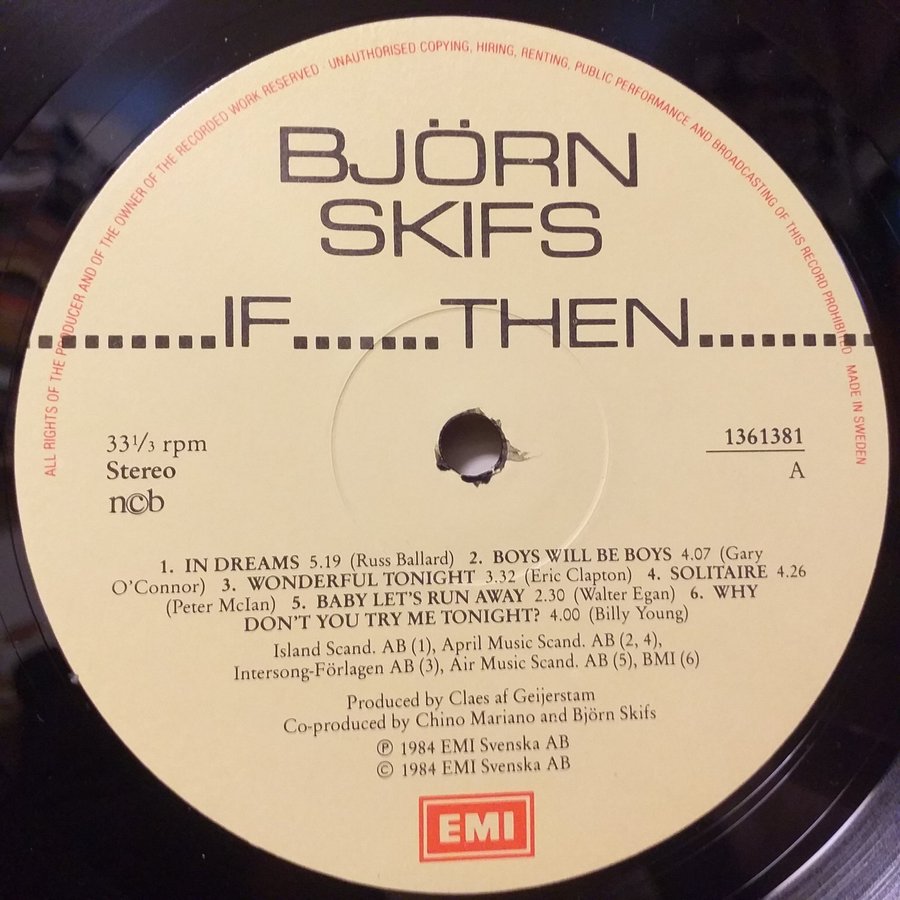 ALL RIGHTS OF THE PRODUCER AND OF THE OWNER OF THE RECORDED WORK RESERVED · UNAUTHORISED COPYING, HIRING, RENTING, PUBLIC PERFORMANCE AND BROADCASTING OF THIS RECORD PROHIBITED · MADE IN SWEDEN
BJÖRN
SKIFS
.........IF.......THEN.........
33 1/3 rpm
Stereo
n©b
1361381
A
1. IN DREAMS 5.19 (Russ Ballard) 2. BOYS WILL BE BOYS 4.07 (Gary
O'Connor) 3. WONDERFUL TONIGHT 3.32 (Eric Clapton) 4. SOLITAIRE 4.26
(Peter McIan) 5. BABY LET'S RUN AWAY 2.30 (Walter Egan) 6. WHY
DON'T YOU TRY ME TONIGHT? 4.00 (Billy Young)
Island Scand. AB (1), April Music Scand. AB (2, 4),
Intersong-Förlagen AB (3), Air Music Scand. AB (5), BMI (6)
Produced by Claes af Geijerstam
Co-produced by Chino Mariano and Björn Skifs
℗ 1984 EMI Svenska AB
© 1984 EMI Svenska AB
EMI